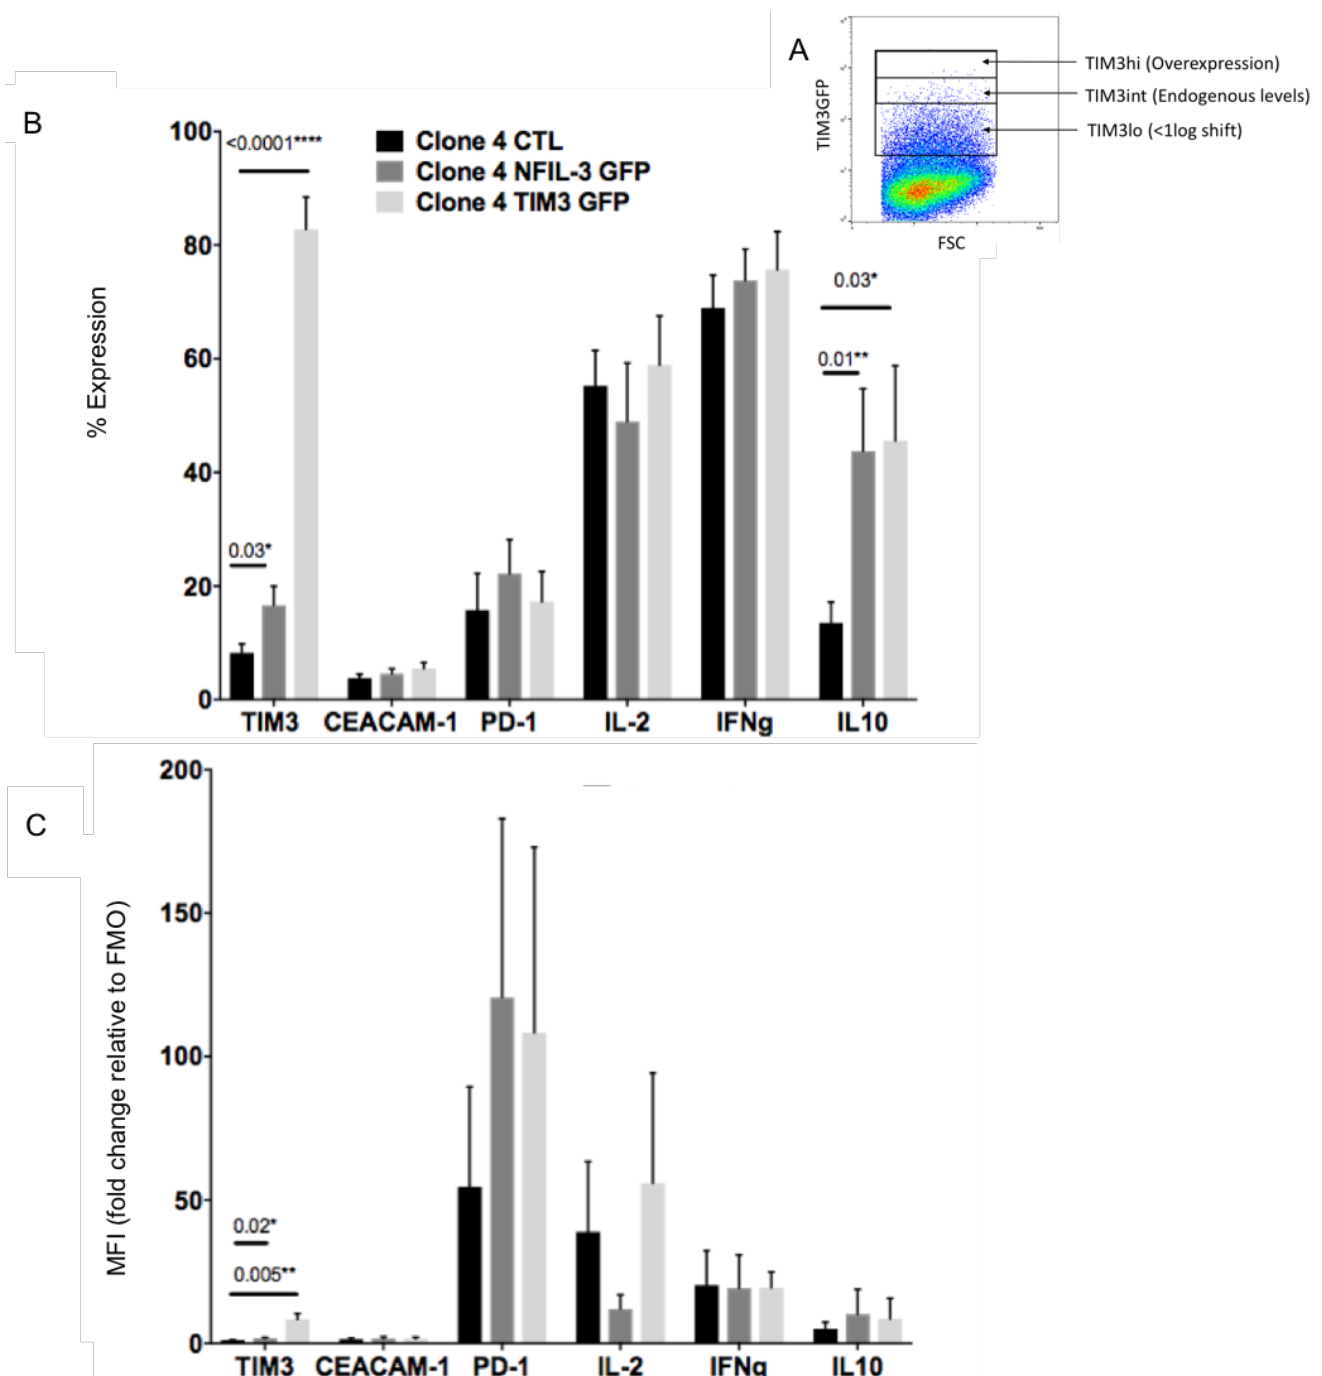 A
TIM3GFP
FSC
TIM3hi (Overexpression)
TIM3int (Endogenous levels)
TIM3lo (<1log shift)
B
% Expression
100
80
60
40
20
0
<0.0001****
Clone 4 CTL
Clone 4 NFIL-3 GFP
Clone 4 TIM3 GFP
0.03*
0.03*
0.01**
TIM3 CEACAM-1 PD-1 IL-2 IFNg IL10
C
MFI (fold change relative to FMO)
200
150
100
50
0
0.02*
0.005**
TIM3 CEACAM-1 PD-1 IL-2 IFNg IL10